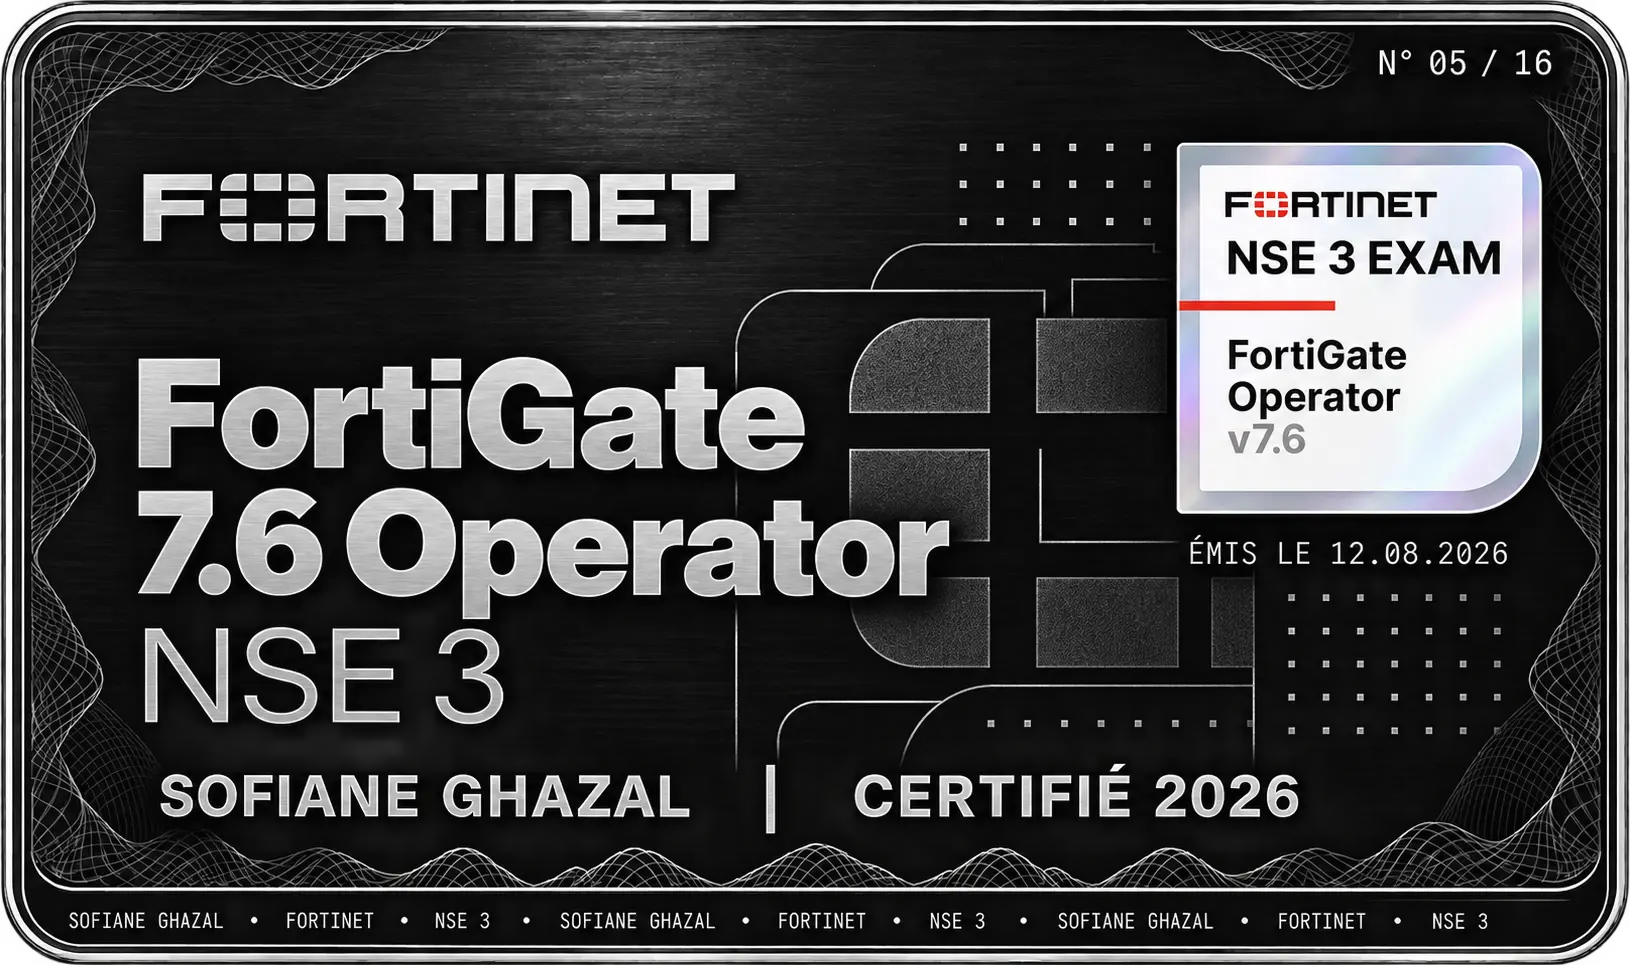 N° 05 / 16
FORTINET
FORTINET
NSE 3 EXAM
FortiGate
Operator
v7.6
FortiGate
7.6 Operator
NSE 3
ÉMIS LE 12.08.2026
SOFIANE GHAZAL | CERTIFIÉ 2026
SOFIANE GHAZAL • FORTINET • NSE 3 • SOFIANE GHAZAL • FORTINET • NSE 3 • SOFIANE GHAZAL • FORTINET • NSE 3